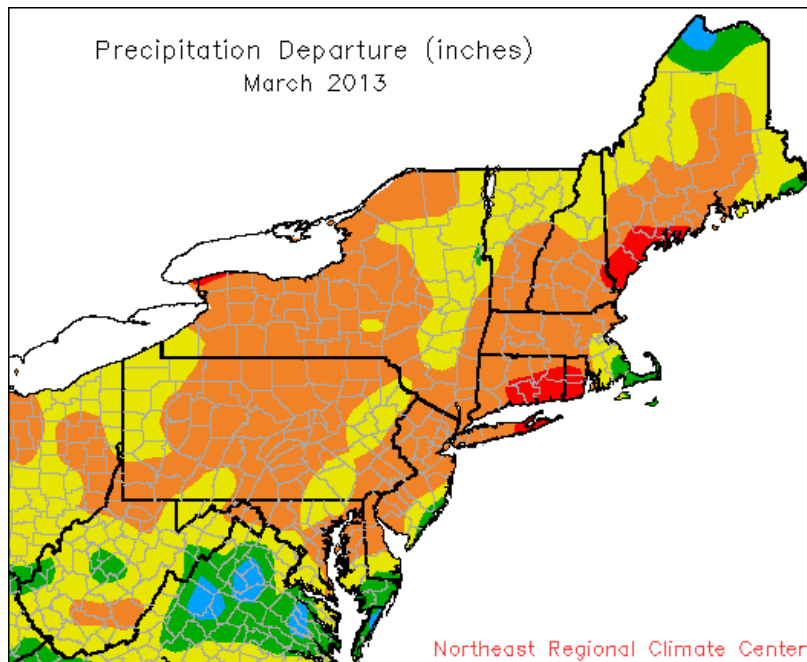 Precipitation Departure (inches)
March 2013
Northeast Regional Climate Center